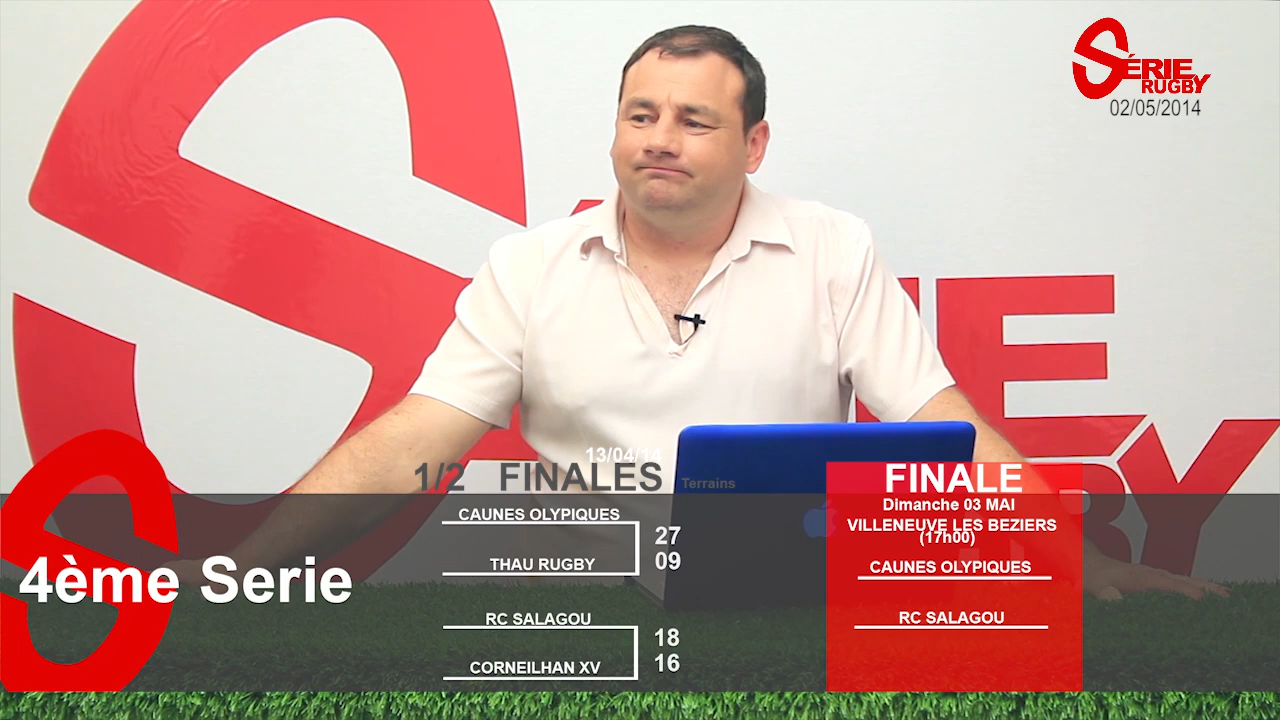 SÉRIE
RUGBY
02/05/2014
13/04/14
1/2 FINALES
Terrains
CAUNES OLYPIQUES
27
THAU RUGBY
09
RC SALAGOU
18
CORNEILHAN XV
16
4ème Serie
FINALE
Dimanche 03 MAI
VILLENEUVE LES BEZIERS
(17h00)
CAUNES OLYPIQUES
RC SALAGOU